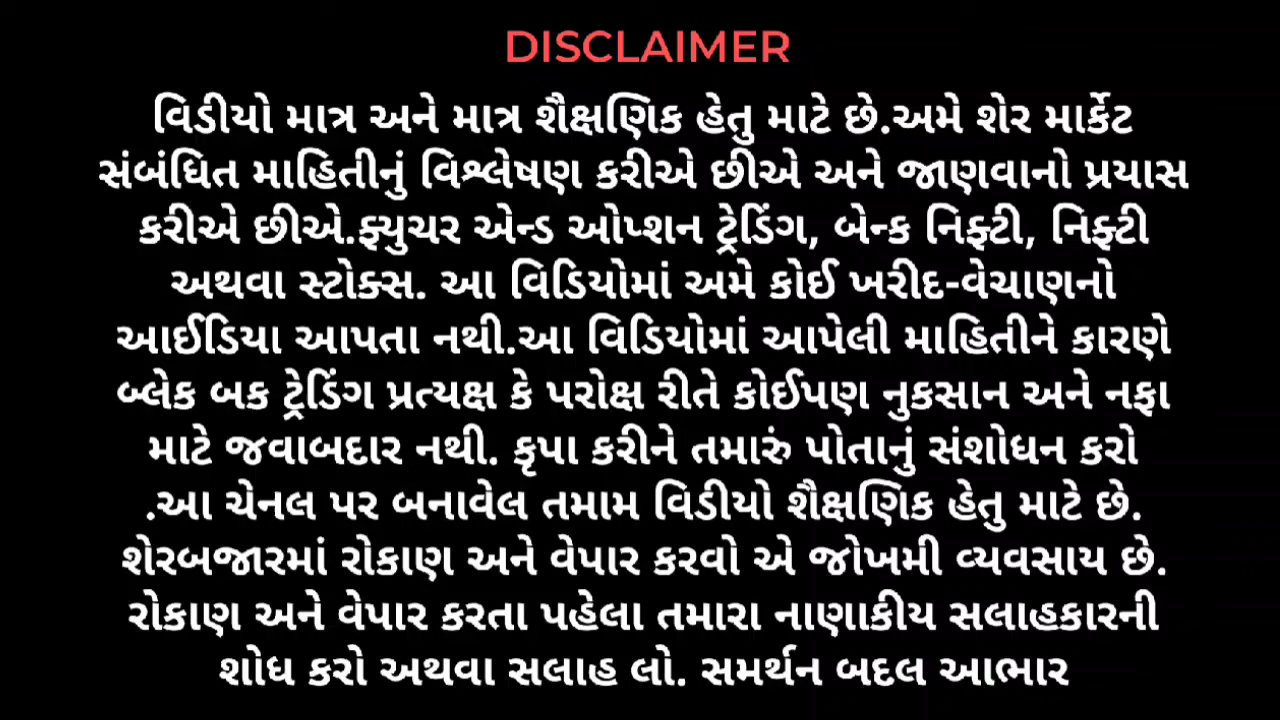 DISCLAIMER
વિડીયો માત્ર અને માત્ર શૈક્ષણિક હેતુ માટે છે.અમે શેર માર્કેટ
સંબંધિત માહિતીનું વિશ્લેષણ કરીએ છીએ અને જાણવાનો પ્રયાસ
કરીએ છીએ.ફ્યુચર એન્ડ ઓપ્શન ટ્રેડિંગ, બેન્ક નિફ્ટી, નિફ્ટી
અથવા સ્ટોક્સ. આ વિડિયોમાં અમે કોઈ ખરીદ-વેચાણનો
આઈડિયા આપતા નથી.આ વિડિયોમાં આપેલી માહિતીને કારણે
બ્લેક બક ટ્રેડિંગ પ્રત્યક્ષ કે પરોક્ષ રીતે કોઈપણ નુકસાન અને નફા
માટે જવાબદાર નથી. કૃપા કરીને તમારું પોતાનું સંશોધન કરો
.આ ચેનલ પર બનાવેલ તમામ વિડીયો શૈક્ષણિક હેતુ માટે છે.
શેરબજારમાં રોકાણ અને વેપાર કરવો એ જોખમી વ્યવસાય છે.
રોકાણ અને વેપાર કરતા પહેલા તમારા નાણાકીય સલાહકારની
શોધ કરો અથવા સલાહ લો. સમર્થન બદલ આભાર